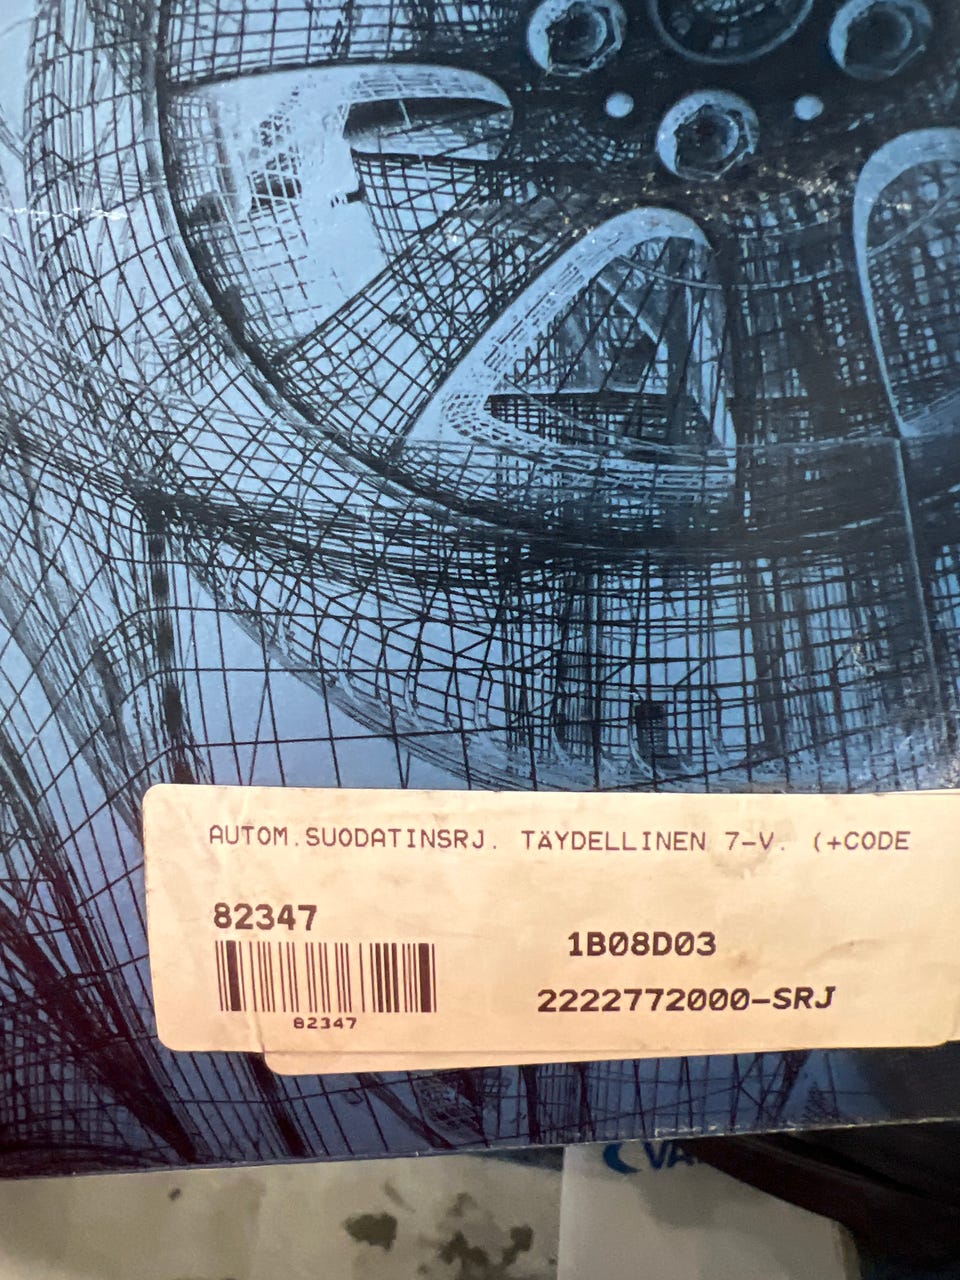 AUTOM.SUODATINSRJ. TÄYDELLINEN 7-V. (+CODE
82347
1B08D03
82347
2222772000-SRJ